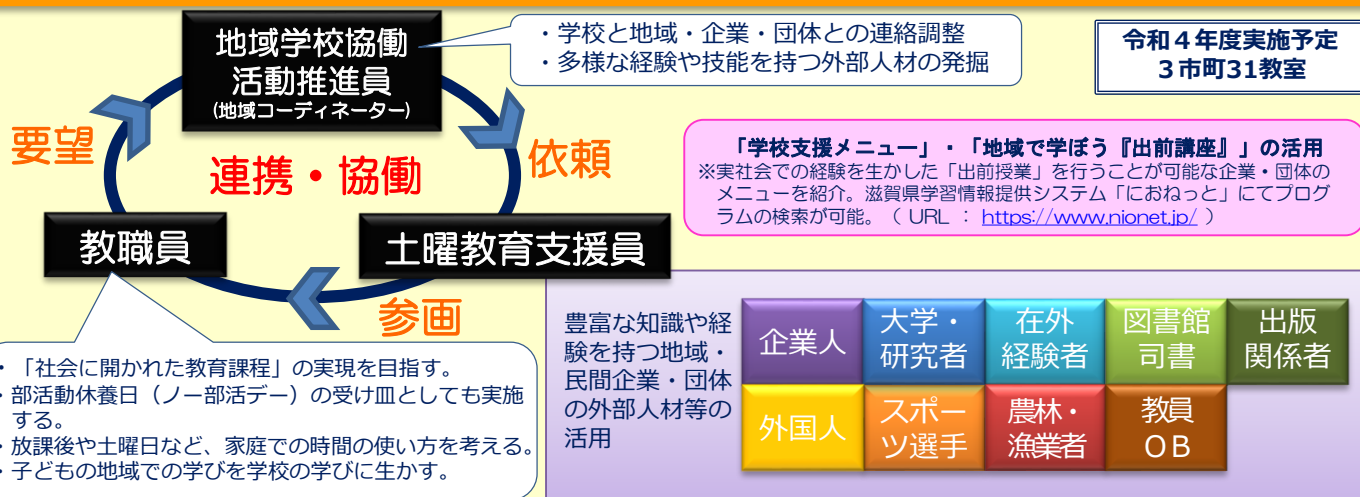 地域学校協働
活動推進員
(地域コーディネーター)
・学校と地域・企業・団体との連絡調整
・多様な経験や技能を持つ外部人材の発掘
令和４年度実施予定
３市町31教室
要望
連携・協働
依頼
「学校支援メニュー」・「地域で学ぼう『出前講座』」の活用
※実社会での経験を生かした「出前授業」を行うことが可能な企業・団体の
メニューを紹介。滋賀県学習情報提供システム「におねっと」にてプログ
ラムの検索が可能。（ URL ： https://www.nionet.jp/ ）
教職員
土曜教育支援員
参画
・「社会に開かれた教育課程」の実現を目指す。
・部活動休養日（ノー部活デー）の受け皿としても実施
する。
・放課後や土曜日など、家庭での時間の使い方を考える。
・子どもの地域での学びを学校の学びに生かす。
豊富な知識や経
験を持つ地域・
民間企業・団体
の外部人材等の
活用
企業人
大学・
研究者
在外
経験者
図書館
司書
出版
関係者
外国人
スポー
ツ選手
農林・
漁業者
教員
ＯＢ